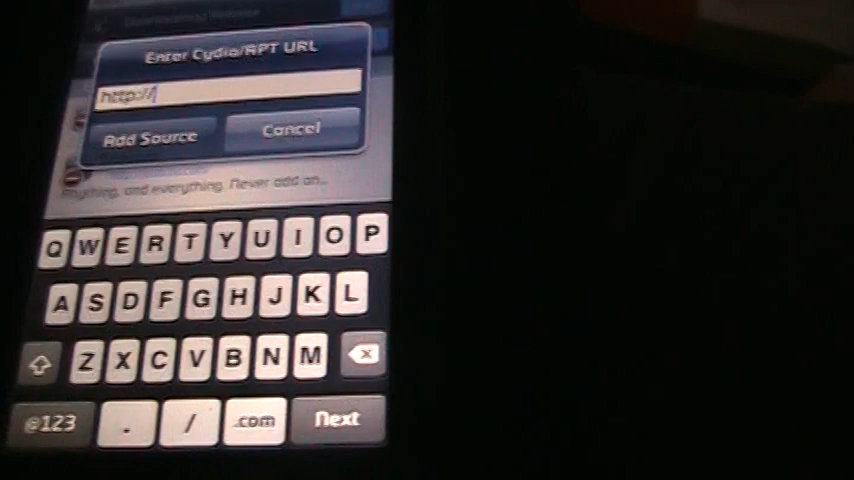 Enter Cydia/APT URL
http://
Add Source
Cancel
Anything, and everything. Never add an...
Q W E R T Y U I O P
A S D F G H J K L
Z X C V B N M
@123 . / .com Next